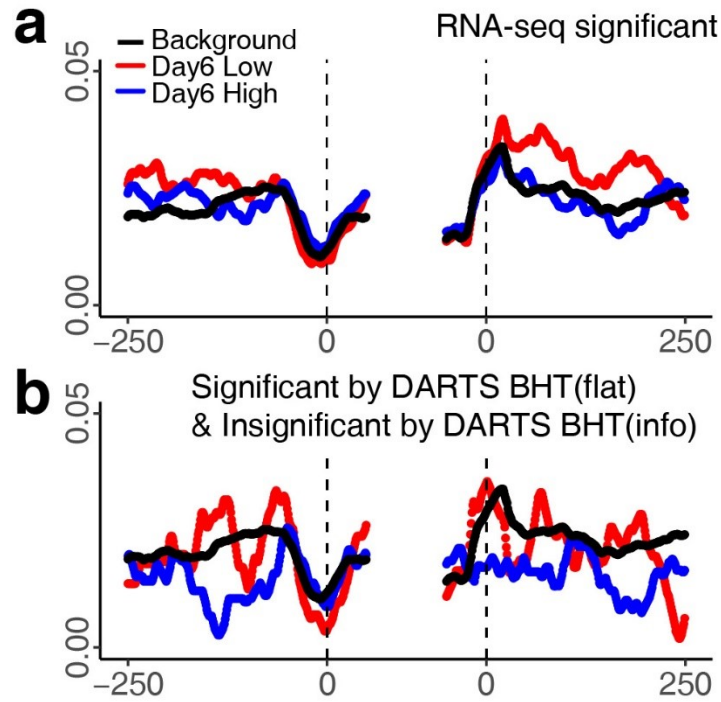 a
RNA-seq significant
Background
Day6 Low
Day6 High
0.05
0.00
−250
0
0
250
b
Significant by DARTS BHT(flat)
& Insignificant by DARTS BHT(info)
0.05
0.00
−250
0
0
250